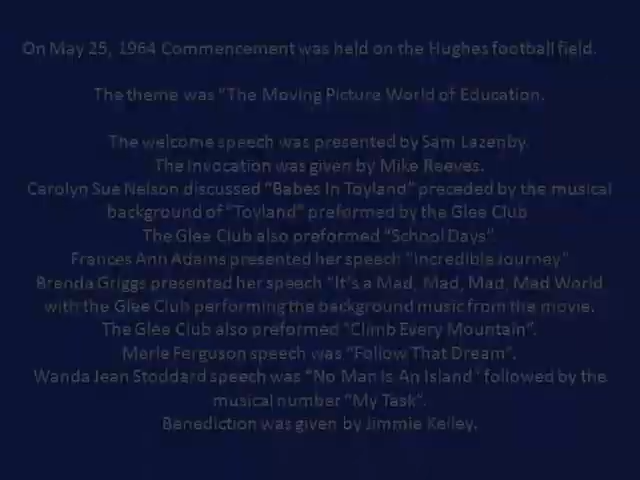 On May 25, 1964 Commencement was held on the Hughes football field.
The theme was "The Moving Picture World of Education.
The welcome speech was presented by Sam Lazenby.
The Invocation was given by Mike Reeves.
Carolyn Sue Nelson discussed "Babes In Toyland" preceded by the musical
background of "Toyland" preformed by the Glee Club
The Glee Club also preformed "School Days".
Frances Ann Adams presented her speech "Incredible Journey"
Brenda Griggs presented her speech "It's a Mad, Mad, Mad, Mad World
with the Glee Club performing the background music from the movie.
The Glee Club also preformed "Climb Every Mountain".
Merle Ferguson speech was "Follow That Dream".
Wanda Jean Stoddard speech was "No Man Is An Island" followed by the
musical number "My Task".
Benediction was given by Jimmie Kelley.